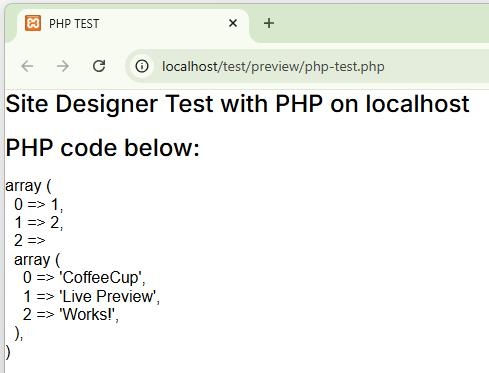 PHP TEST
localhost/test/preview/php-test.php
Site Designer Test with PHP on localhost
PHP code below:
array (
  0 => 1,
  1 => 2,
  2 =>
  array (
    0 => 'CoffeeCup',
    1 => 'Live Preview',
    2 => 'Works!',
  ),
)